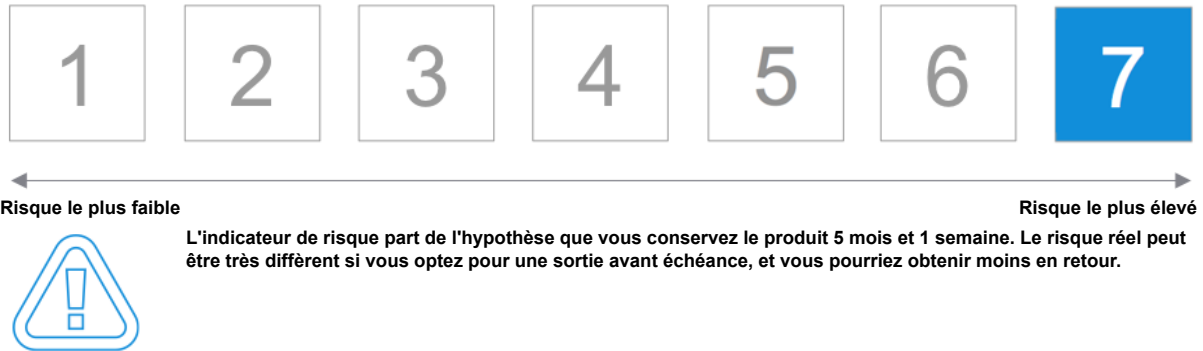 1 2 3 4 5 6 7
Risque le plus faible Risque le plus élevé
L'indicateur de risque part de l'hypothèse que vous conservez le produit 5 mois et 1 semaine. Le risque réel peut
être très diffèrent si vous optez pour une sortie avant échéance, et vous pourriez obtenir moins en retour.